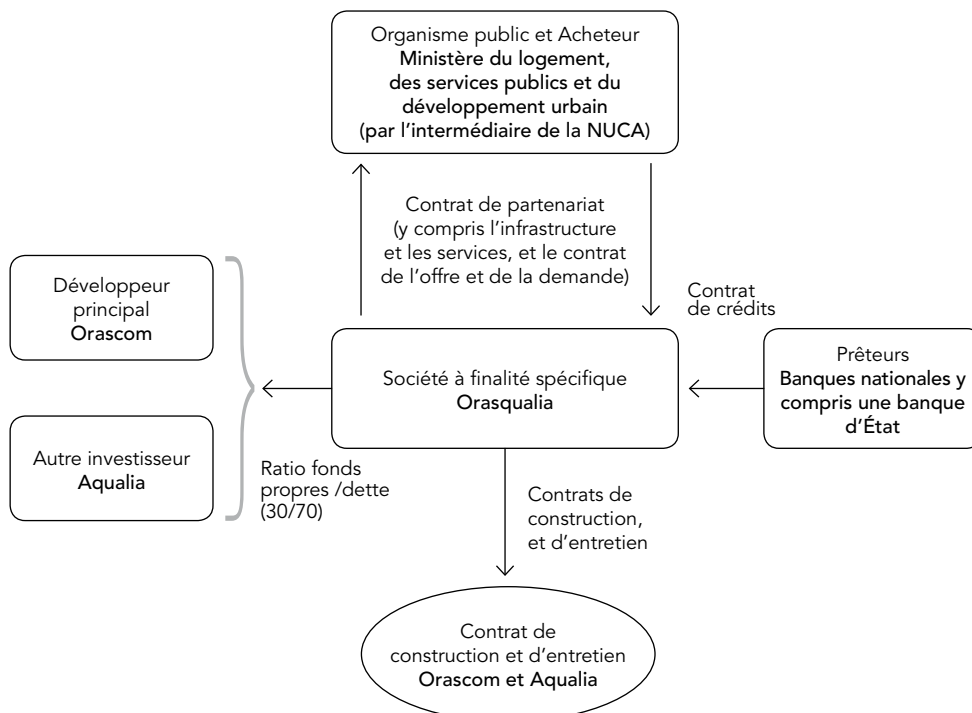 Organisme public et Acheteur
Ministère du logement,
des services publics et du
développement urbain
(par l'intermédiaire de la NUCA)
Contrat de partenariat
(y compris l'infrastructure
et les services, et le contrat
de l'offre et de la demande)
Développeur
principal
Orascom
Contrat
de crédits
Société à finalité spécifique
Orasqualia
Prêteurs
Banques nationales y
compris une banque
d'État
Autre investisseur
Aqualia
Ratio fonds
propres /dette
(30/70)
Contrats de
construction,
et d'entretien
Contrat de
construction et d'entretien
Orascom et Aqualia